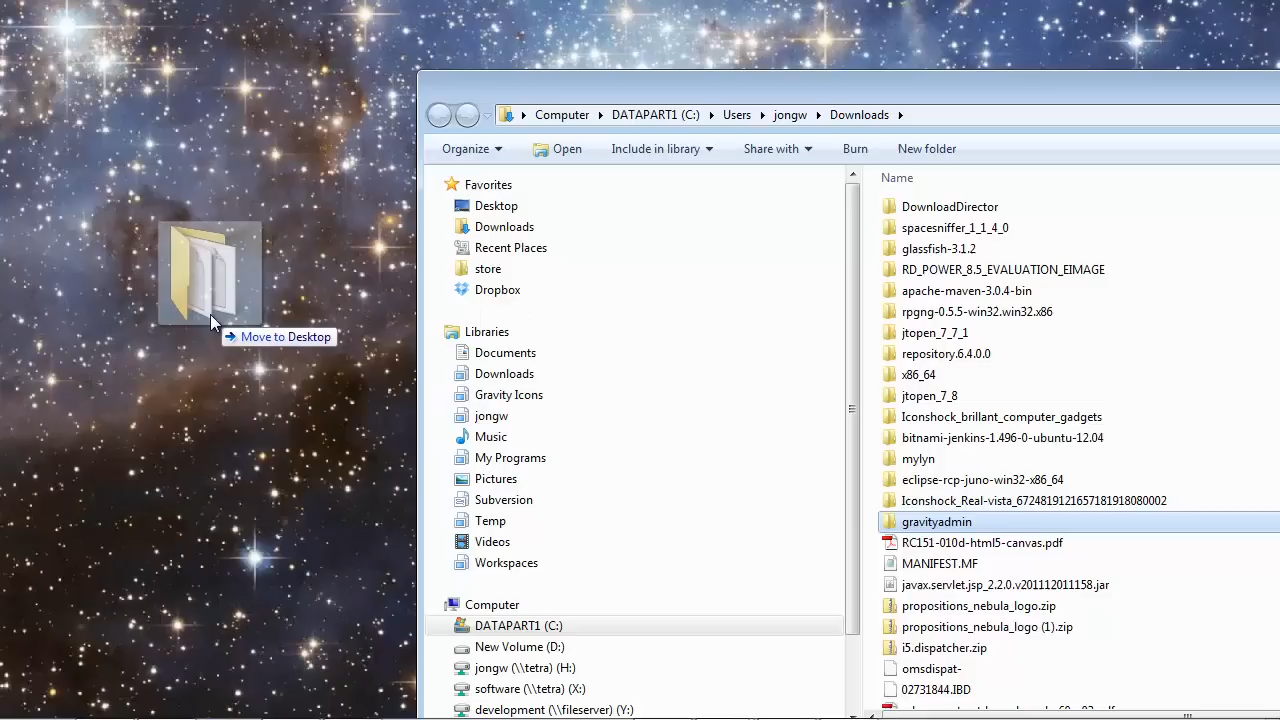 Computer DATAPART1 (C:) Users jongw Downloads
Organize Open Include in library Share with Burn New folder
Favorites
Desktop
Downloads
Recent Places
store
Dropbox
Libraries
Documents
Downloads
Gravity Icons
jongw
Music
My Programs
Pictures
Subversion
Temp
Videos
Workspaces
Computer
DATAPART1 (C:)
New Volume (D:)
jongw (\\tetra) (H:)
software (\\tetra) (X:)
development (\\fileserver) (Y:)
Name
DownloadDirector
spacesniffer_1_1_4_0
glassfish-3.1.2
RD_POWER_8.5_EVALUATION_EIMAGE
apache-maven-3.0.4-bin
rpgng-0.5.5-win32.win32.x86
jtopen_7_7_1
repository.6.4.0.0
x86_64
jtopen_7_8
Iconshock_brillant_computer_gadgets
bitnami-jenkins-1.496-0-ubuntu-12.04
mylyn
eclipse-rcp-juno-win32-x86_64
gravityadmin
RC151-010d-html5-canvas.pdf
MANIFEST.MF
javax.servlet.jsp_2.2.0.v201112011158.jar
propositions_nebula_logo.zip
propositions_nebula_logo (1).zip
i5.dispatcher.zip
omsdispat-
02731844.IBD
Move to Desktop